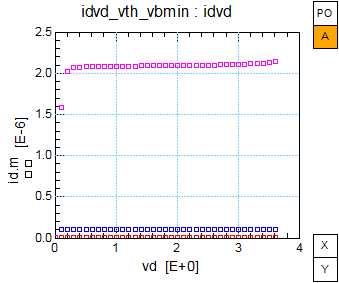 idvd_vth_vbmin : idvd
PO
A
2.5
2.0
1.5
1.0
0.5
0.0
id.m [E-6]
0 1 2 3 4
vd [E+0]
X
Y